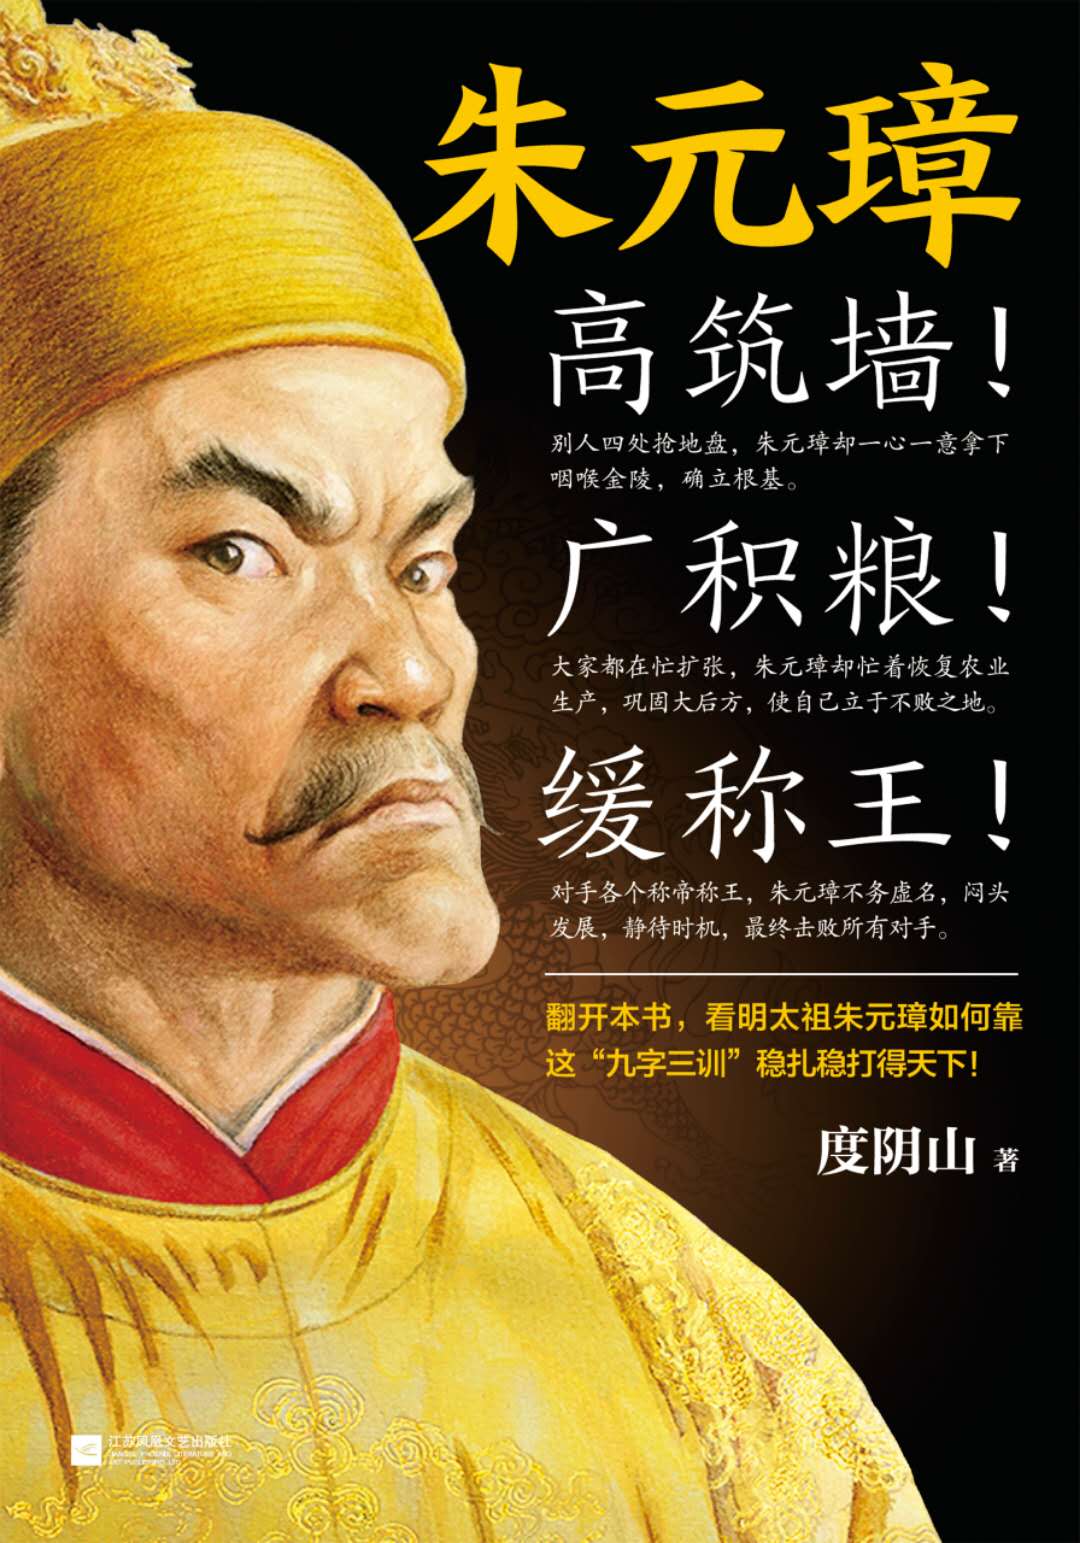 朱元璋
高筑墙！
别人四处抢地盘，朱元璋却一心一意拿下
咽喉金陵，确立根基。
广积粮！
大家都在忙扩张，朱元璋却忙着恢复农业
生产，巩固大后方，使自己立于不败之地。
缓称王！
对手各个称帝称王，朱元璋不务虚名，闷头
发展，静待时机，最终击败所有对手。
翻开本书，看明太祖朱元璋如何靠
这“九字三训”稳扎稳打得天下！
度阴山 著
江苏凤凰文艺出版社
JIANGSU PHOENIX LITERATURE AND
ART PUBLISHING, LTD